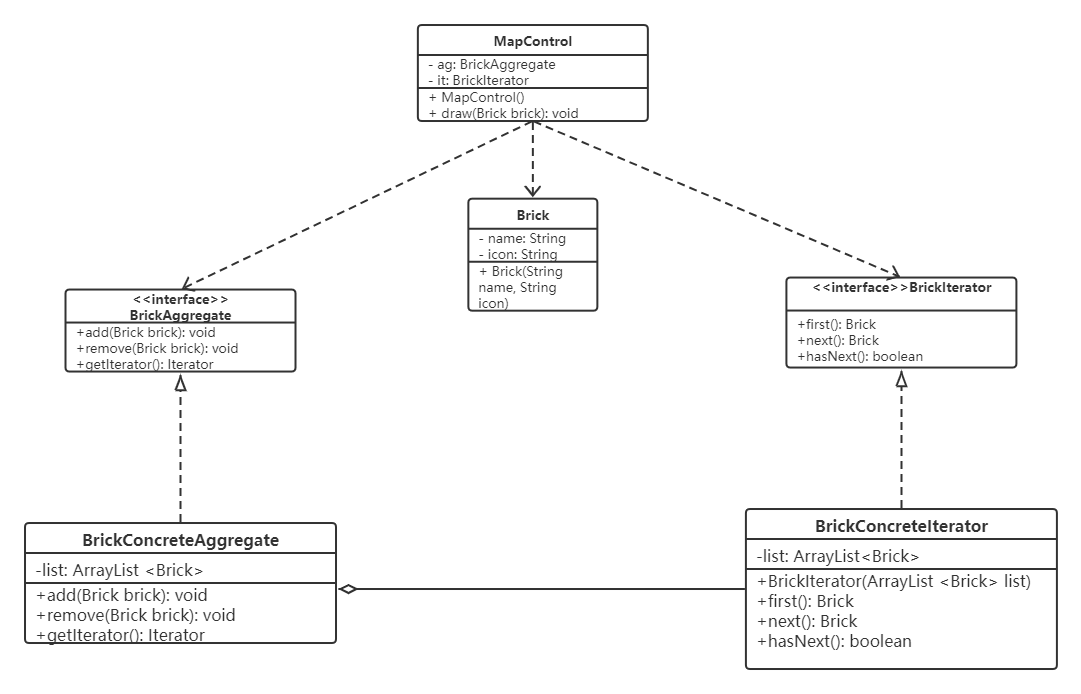 MapControl
- ag: BrickAggregate
- it: BrickIterator
+ MapControl()
+ draw(Brick brick): void
Brick
- name: String
- icon: String
+ Brick(String
name, String
icon)
<<interface>>
BrickAggregate
+add(Brick brick): void
+remove(Brick brick): void
+getIterator(): Iterator
<<interface>>BrickIterator
+first(): Brick
+next(): Brick
+hasNext(): boolean
BrickConcreteAggregate
-list: ArrayList <Brick>
+add(Brick brick): void
+remove(Brick brick): void
+getIterator(): Iterator
BrickConcreteIterator
-list: ArrayList<Brick>
+BrickIterator(ArrayList <Brick> list)
+first(): Brick
+next(): Brick
+hasNext(): boolean